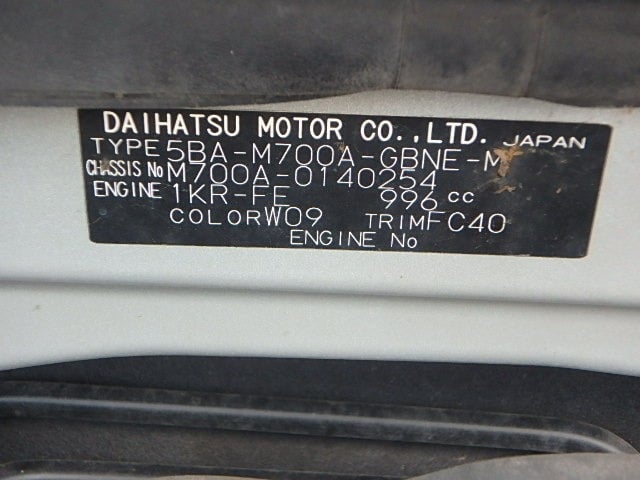 DAIHATSU MOTOR CO.,LTD. JAPAN
TYPE 5BA-M700A-GBNE-M
CHASSIS No M700A-0140254
ENGINE 1KR-FE 996 cc
COLOR W09 TRIM FC40
ENGINE No